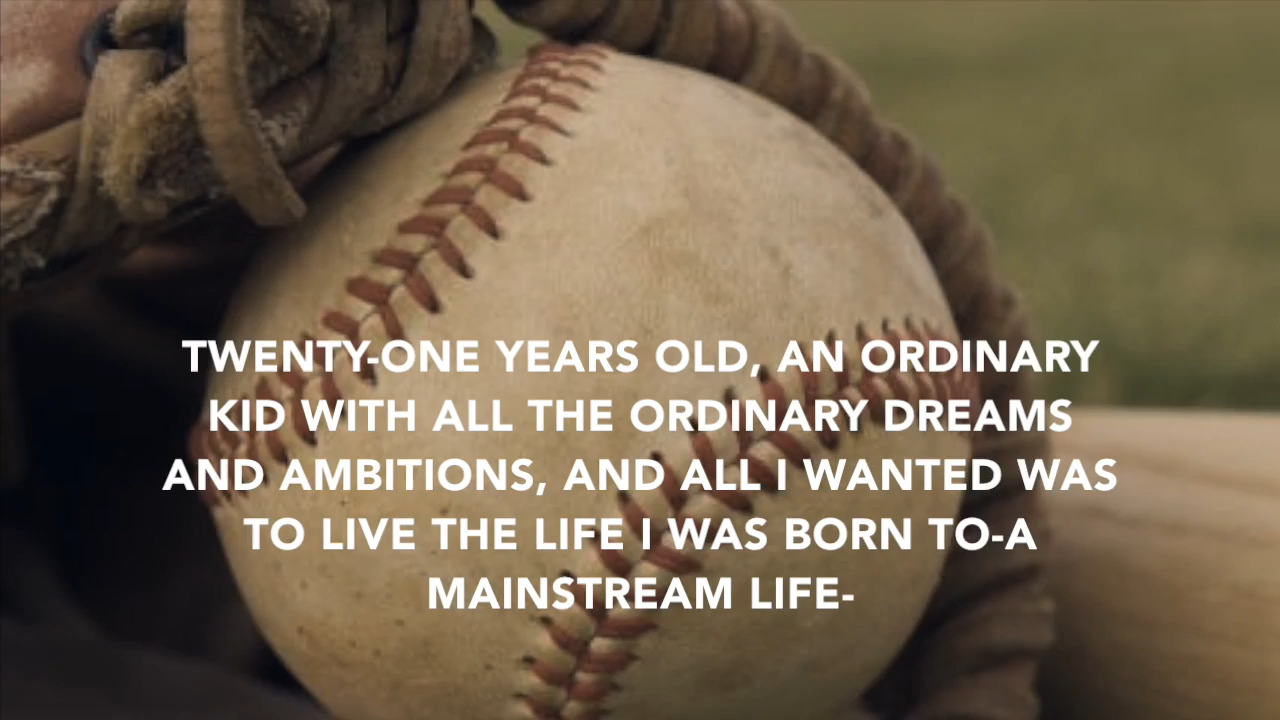 TWENTY-ONE YEARS OLD, AN ORDINARY
KID WITH ALL THE ORDINARY DREAMS
AND AMBITIONS, AND ALL I WANTED WAS
TO LIVE THE LIFE I WAS BORN TO-A
MAINSTREAM LIFE-